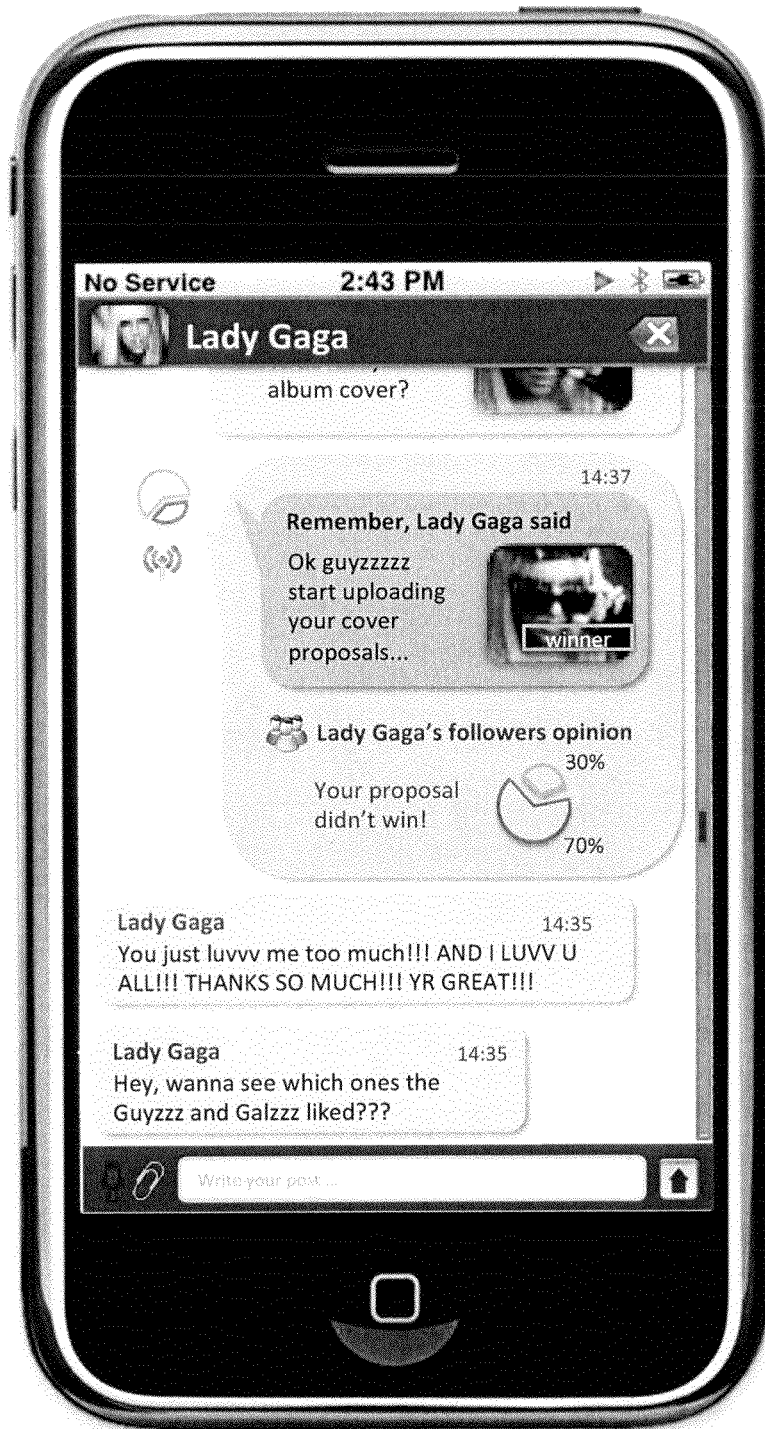 No Service 2:43 PM
Lady Gaga
album cover?
14:37
Remember, Lady Gaga said
Ok guyzzzzz
start uploading
your cover
proposals...
winner
Lady Gaga's followers opinion
30%
Your proposal
didn't win!
70%
Lady Gaga 14:35
You just luvvv me too much!!! AND I LUVV U
ALL!!! THANKS SO MUCH!!! YR GREAT!!!
Lady Gaga 14:35
Hey, wanna see which ones the
Guyzzz and Galzzz liked???
Write your post ...